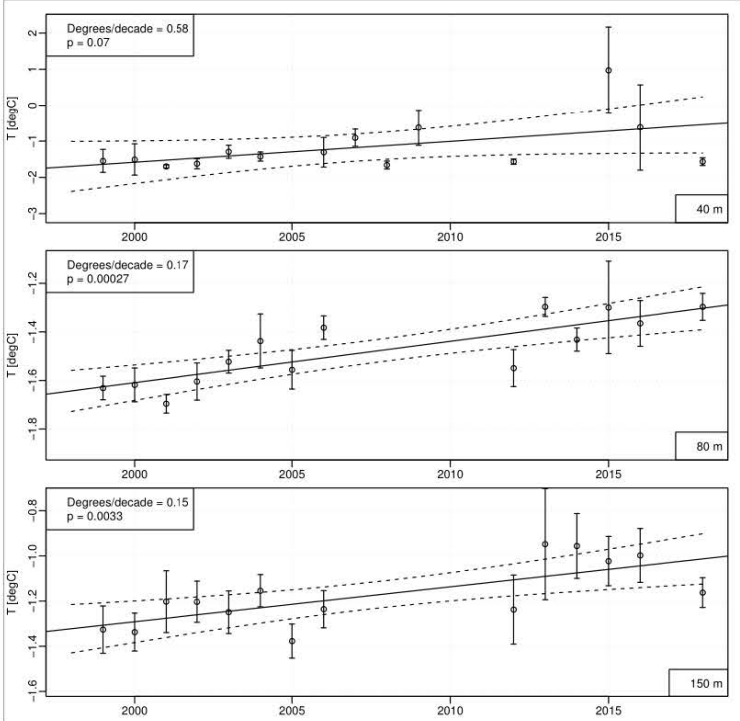 Degrees/decade = 0.58
p = 0.07
T [degC]
2
1
0
−1
−2
−3
40 m
2000 2005 2010 2015
Degrees/decade = 0.17
p = 0.00027
T [degC]
−1.2
−1.4
−1.6
−1.8
80 m
2000 2005 2010 2015
Degrees/decade = 0.15
p = 0.0033
T [degC]
−0.8
−1.0
−1.2
−1.4
−1.6
150 m
2000 2005 2010 2015